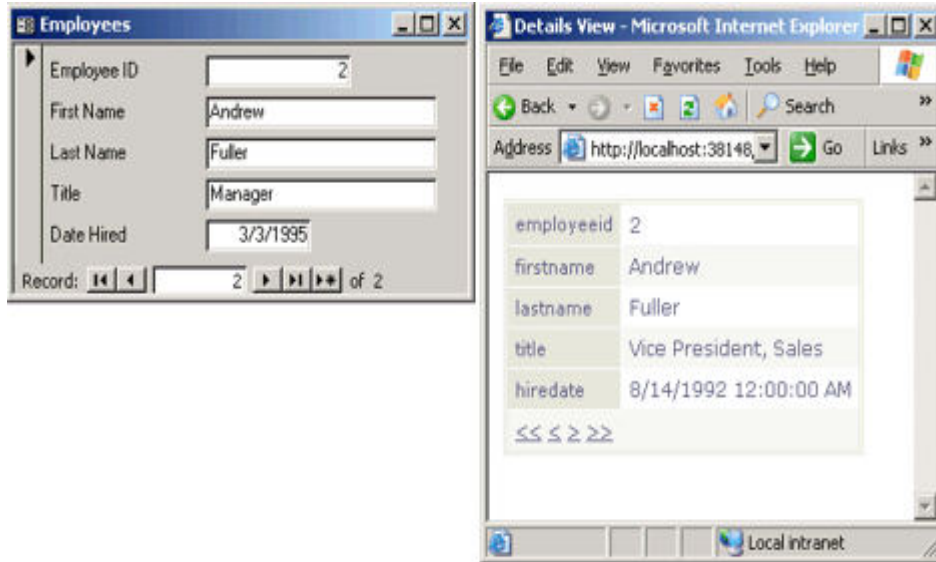 Employees
Employee ID 2
First Name Andrew
Last Name Fuller
Title Manager
Date Hired 3/3/1995
Record: 2 of 2
Details View - Microsoft Internet Explorer
File Edit View Favorites Tools Help
Back Search »
Address http://localhost:38148, Go Links »
employeeid 2
firstname Andrew
lastname Fuller
title Vice President, Sales
hiredate 8/14/1992 12:00:00 AM
<< < > >>
Local intranet